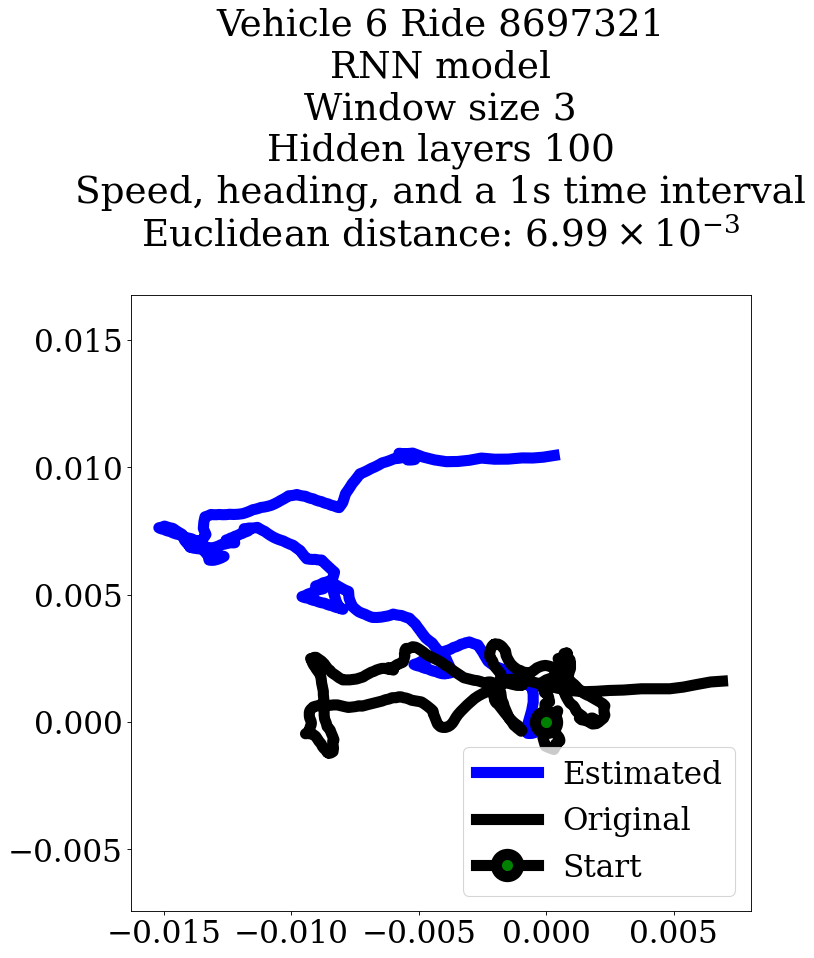 Vehicle 6 Ride 8697321
RNN model
Window size 3
Hidden layers 100
Speed, heading, and a 1s time interval
Euclidean distance: 6.99 × 10⁻³
0.015
0.010
0.005
0.000
−0.005
Estimated
Original
Start
−0.015 −0.010 −0.005 0.000 0.005